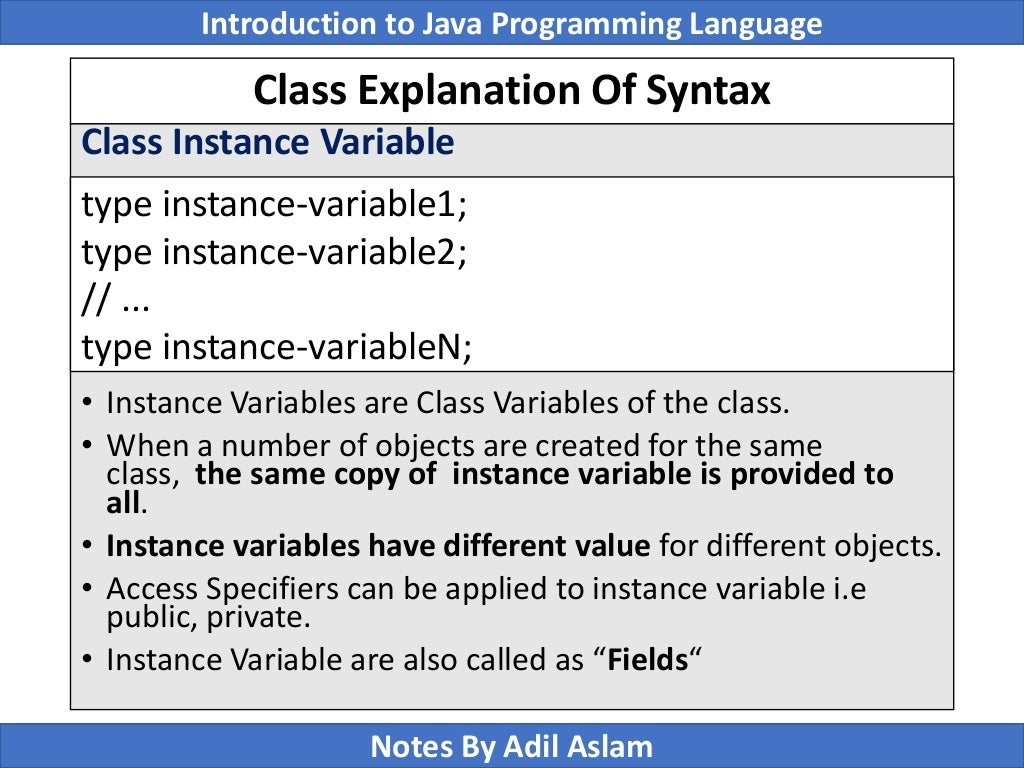 Introduction to Java Programming Language
Class Explanation Of Syntax
Class Instance Variable
type instance-variable1;
type instance-variable2;
// ...
type instance-variableN;
• Instance Variables are Class Variables of the class.
• When a number of objects are created for the same
class,  the same copy of  instance variable is provided to
all.
• Instance variables have different value for different objects.
• Access Specifiers can be applied to instance variable i.e
public, private.
• Instance Variable are also called as “Fields“
Notes By Adil Aslam